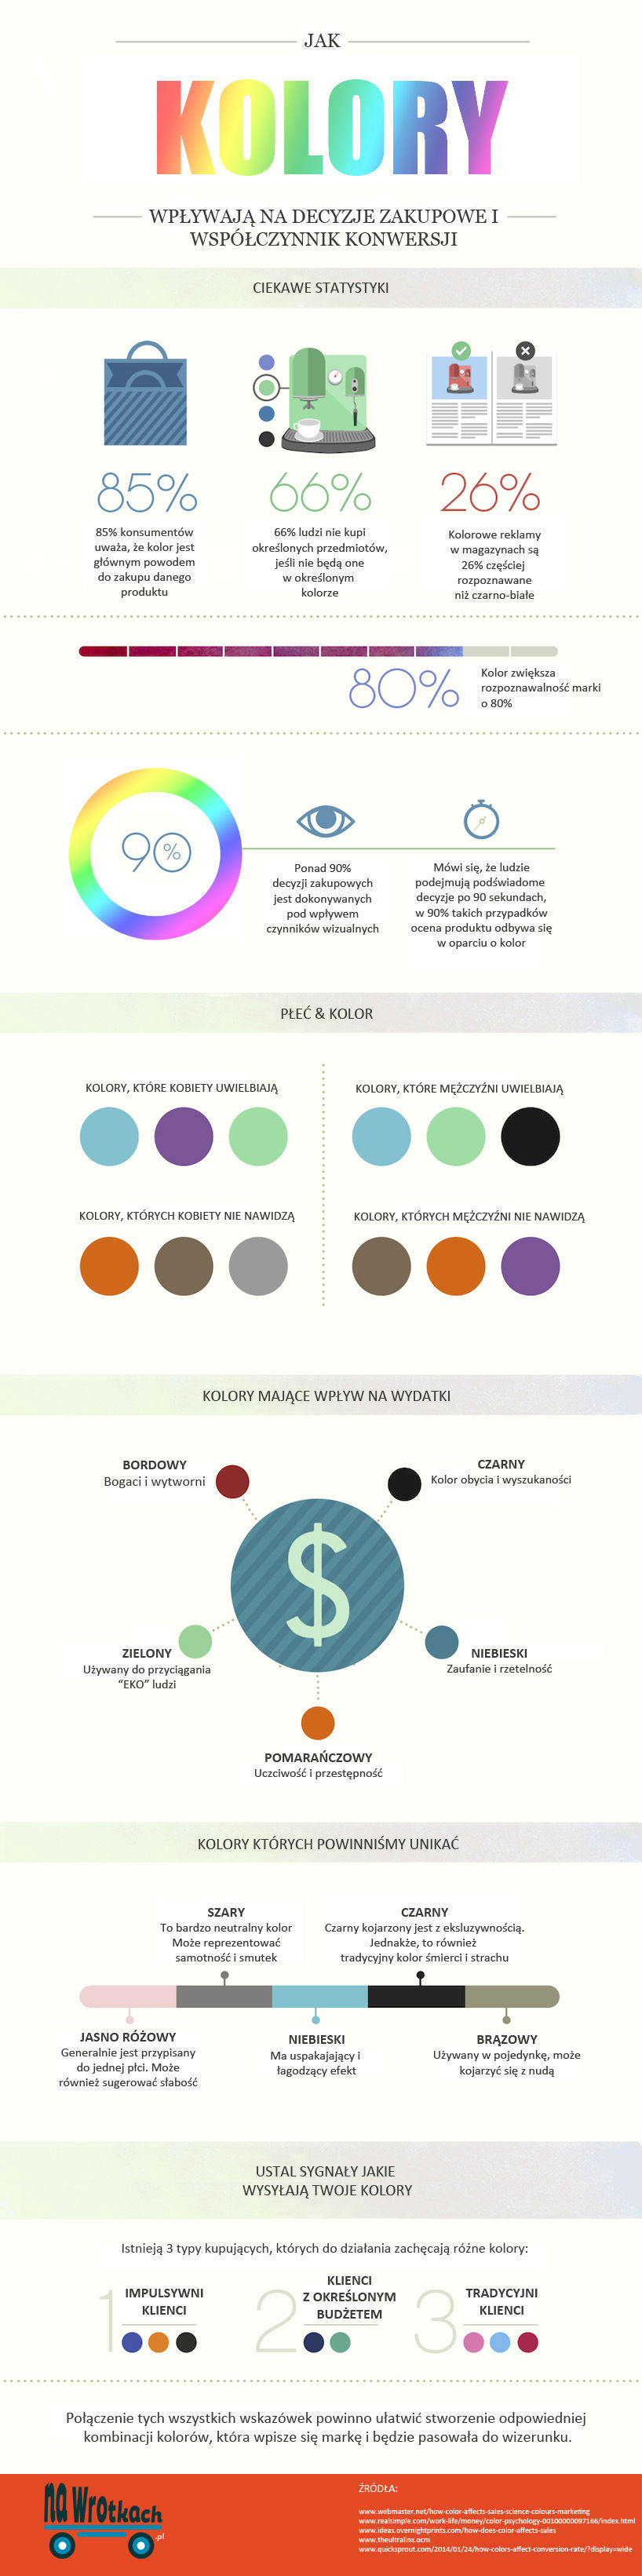 JAK
KOLORY
WPŁYWAJĄ NA DECYZJE ZAKUPOWE I
WSPÓŁCZYNNIK KONWERSJI
CIEKAWE STATYSTYKI
85%
85% konsumentów
uważa, że kolor jest
głównym powodem
do zakupu danego
produktu
66%
66% ludzi nie kupi
określonych przedmiotów,
jeśli nie będą one
w określonym
kolorze
26%
Kolorowe reklamy
w magazynach są
26% częściej
rozpoznawane
niż czarno-białe
80%
Kolor zwiększa
rozpoznawalność marki
o 80%
90%
Ponad 90%
decyzji zakupowych
jest dokonywanych
pod wpływem
czynników wizualnych
Mówi się, że ludzie
podejmują podświadome
decyzje po 90 sekundach,
w 90% takich przypadków
ocena produktu odbywa się
w oparciu o kolor
PŁEĆ & KOLOR
KOLORY, KTÓRE KOBIETY UWIELBIAJĄ
KOLORY, KTÓRE MĘŻCZYŹNI UWIELBIAJĄ
KOLORY, KTÓRYCH KOBIETY NIE NAWIDZĄ
KOLORY, KTÓRYCH MĘŻCZYŹNI NIE NAWIDZĄ
KOLORY MAJĄCE WPŁYW NA WYDATKI
BORDOWY
Bogaci i wytworni
CZARNY
Kolor obycia i wyszukaności
$
ZIELONY
Używany do przyciągania
"EKO" ludzi
NIEBIESKI
Zaufanie i rzetelność
POMARAŃCZOWY
Uczciwość i przestępność
KOLORY KTÓRYCH POWINNIŚMY UNIKAĆ
SZARY
To bardzo neutralny kolor
Może reprezentować
samotność i smutek
CZARNY
Czarny kojarzony jest z eksluzywnością.
Jednakże, to również
tradycyjny kolor śmierci i strachu
JASNO RÓŻOWY
Generalnie jest przypisany
do jednej płci. Może
również sugerować słabość
NIEBIESKI
Ma uspakajający i
łagodzący efekt
BRĄZOWY
Używany w pojedynkę, może
kojarzyć się z nudą
USTAL SYGNAŁY JAKIE
WYSYŁAJĄ TWOJE KOLORY
Istnieją 3 typy kupujących, których do działania zachęcają różne kolory:
1
IMPULSYWNI
KLIENCI
2
KLIENCI
Z OKREŚLONYM
BUDŻETEM
3
TRADYCYJNI
KLIENCI
Połączenie tych wszystkich wskazówek powinno ułatwić stworzenie odpowiedniej
kombinacji kolorów, która wpisze się markę i będzie pasowała do wizerunku.
na Wrotkach
.pl
ŹRÓDŁA:
www.webmaster.net/how-color-affects-sales-science-colours-marketing
www.realsimple.com/work-life/money/color-psychology-00100000097166/index.html
www.ideas.overnightprints.com/how-does-color-affects-sales
www.theultralinx.ocm
www.quicksprout.com/2014/01/24/how-colors-affect-conversion-rate/?display=wide